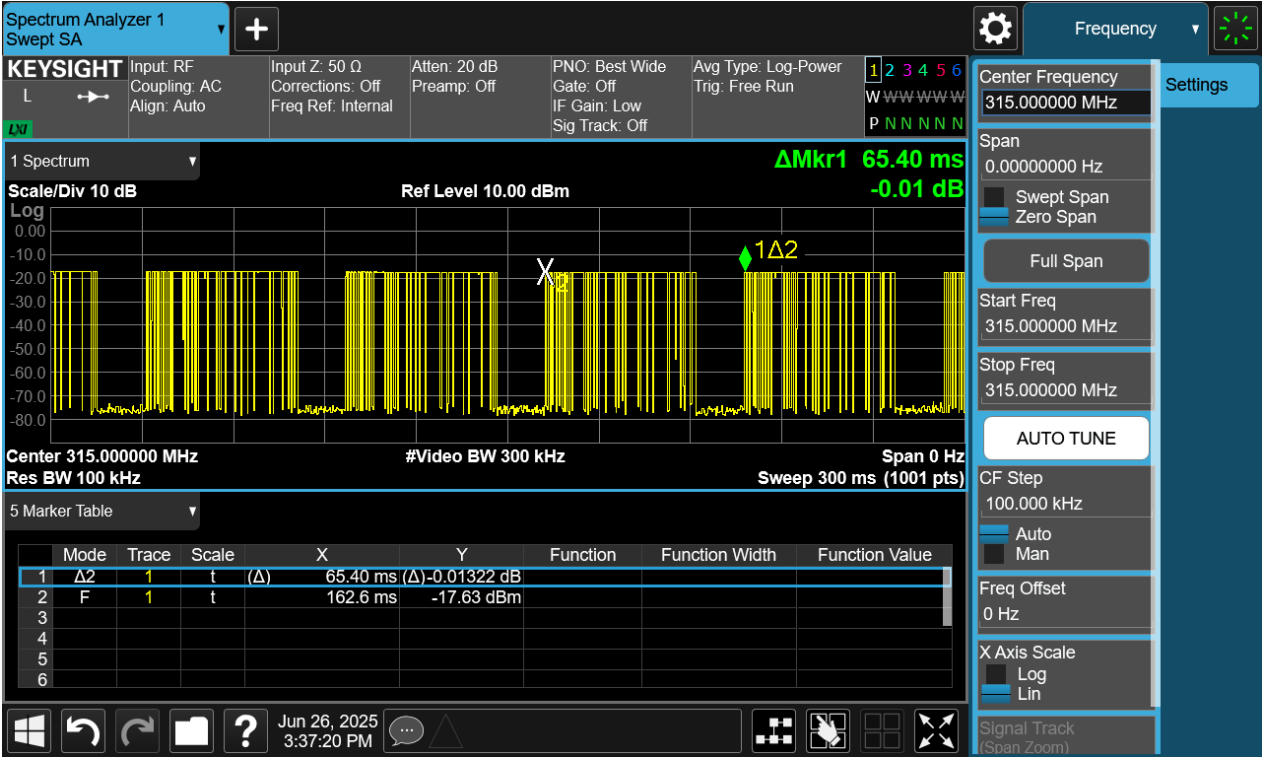 Spectrum Analyzer 1
Swept SA
Frequency
KEYSIGHT
L
LXI
Input: RF
Coupling: AC
Align: Auto
Input Z: 50 Ω
Corrections: Off
Freq Ref: Internal
Atten: 20 dB
Preamp: Off
PNO: Best Wide
Gate: Off
IF Gain: Low
Sig Track: Off
Avg Type: Log-Power
Trig: Free Run
1 2 3 4 5 6
W W W W W W
P N N N N N
1 Spectrum
ΔMkr1 65.40 ms
-0.01 dB
Scale/Div 10 dB
Ref Level 10.00 dBm
Log
0.00
-10.0
-20.0
-30.0
-40.0
-50.0
-60.0
-70.0
-80.0
X
2
1Δ2
Center 315.000000 MHz
#Video BW 300 kHz
Span 0 Hz
Res BW 100 kHz
Sweep 300 ms (1001 pts)
5 Marker Table
Mode Trace Scale X Y Function Function Width Function Value
1 Δ2 1 t (Δ) 65.40 ms (Δ)-0.01322 dB
2 F 1 t 162.6 ms -17.63 dBm
3
4
5
6
?
Jun 26, 2025
3:37:20 PM
Center Frequency
315.000000 MHz
Span
0.00000000 Hz
Swept Span
Zero Span
Full Span
Start Freq
315.000000 MHz
Stop Freq
315.000000 MHz
AUTO TUNE
CF Step
100.000 kHz
Auto
Man
Freq Offset
0 Hz
X Axis Scale
Log
Lin
Signal Track
(Span Zoom)
Settings